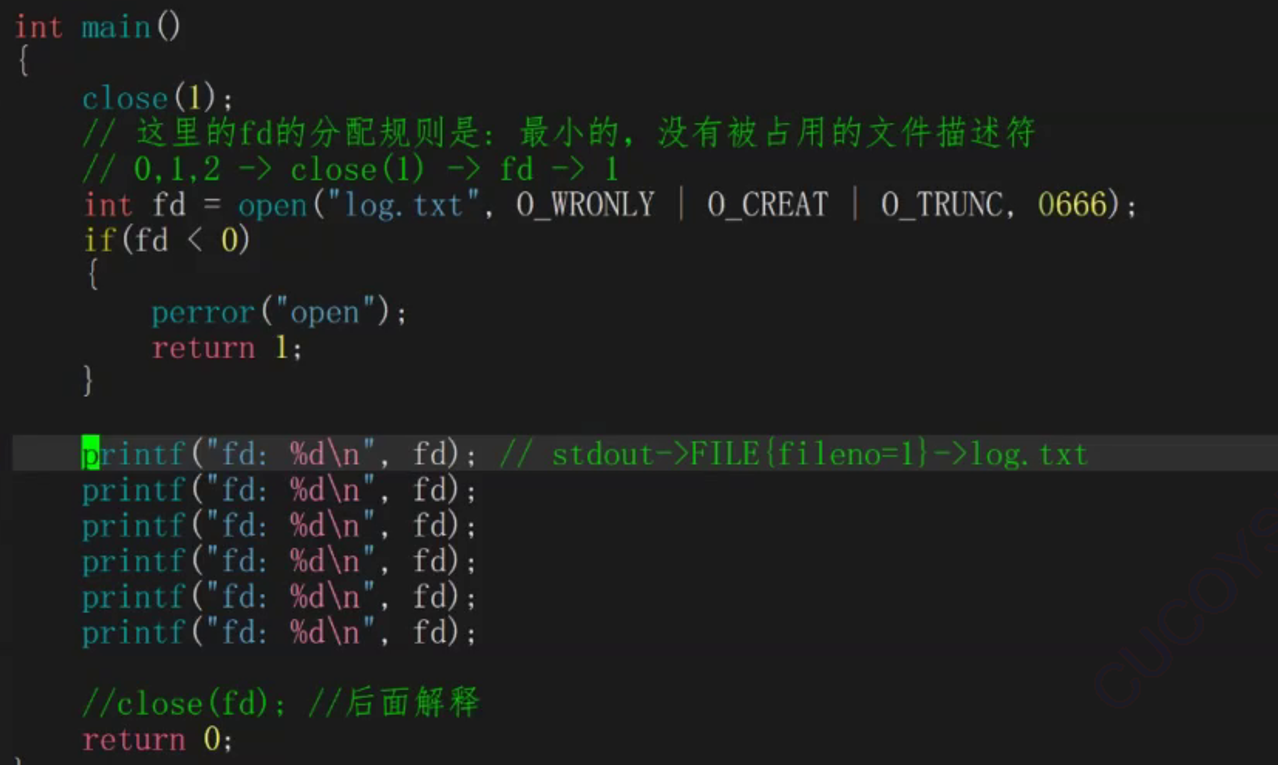 int main()
{
    close(1);
    // 这里的fd的分配规则是：最小的，没有被占用的文件描述符
    // 0,1,2 -> close(1) -> fd -> 1
    int fd = open("log.txt", O_WRONLY | O_CREAT | O_TRUNC, 0666);
    if(fd < 0)
    {
        perror("open");
        return 1;
    }
    printf("fd: %d\n", fd); // stdout->FILE{fileno=1}->log.txt
    printf("fd: %d\n", fd);
    printf("fd: %d\n", fd);
    printf("fd: %d\n", fd);
    printf("fd: %d\n", fd);
    printf("fd: %d\n", fd);
    //close(fd); //后面解释
    return 0;
CUCOYS